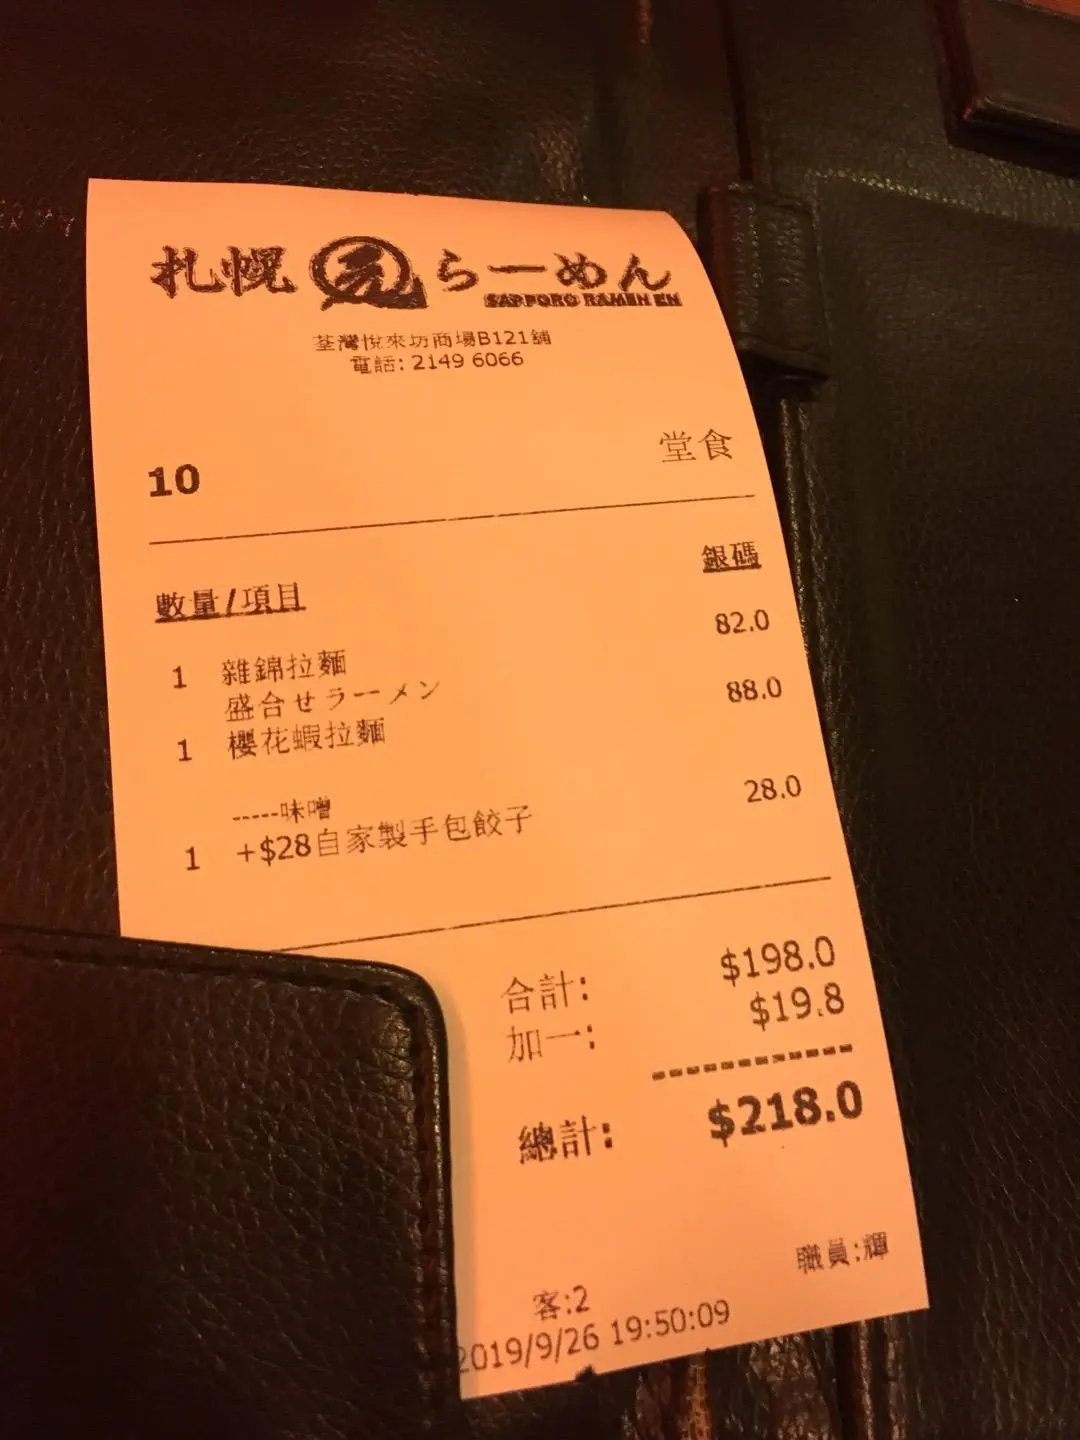 札幌 円 らーめん
SAPPORO RAMEN EN
荃灣悅來坊商場B121舖
電話: 2149 6066
10 堂食
數量/項目 銀碼
1 雜錦拉麵 82.0
盛合せラーメン
1 櫻花蝦拉麵 88.0
-----味噌
1 +$28自家製手包餃子 28.0
合計: $198.0
加一: $19.8
總計: $218.0
職員:輝
客:2
2019/9/26 19:50:09